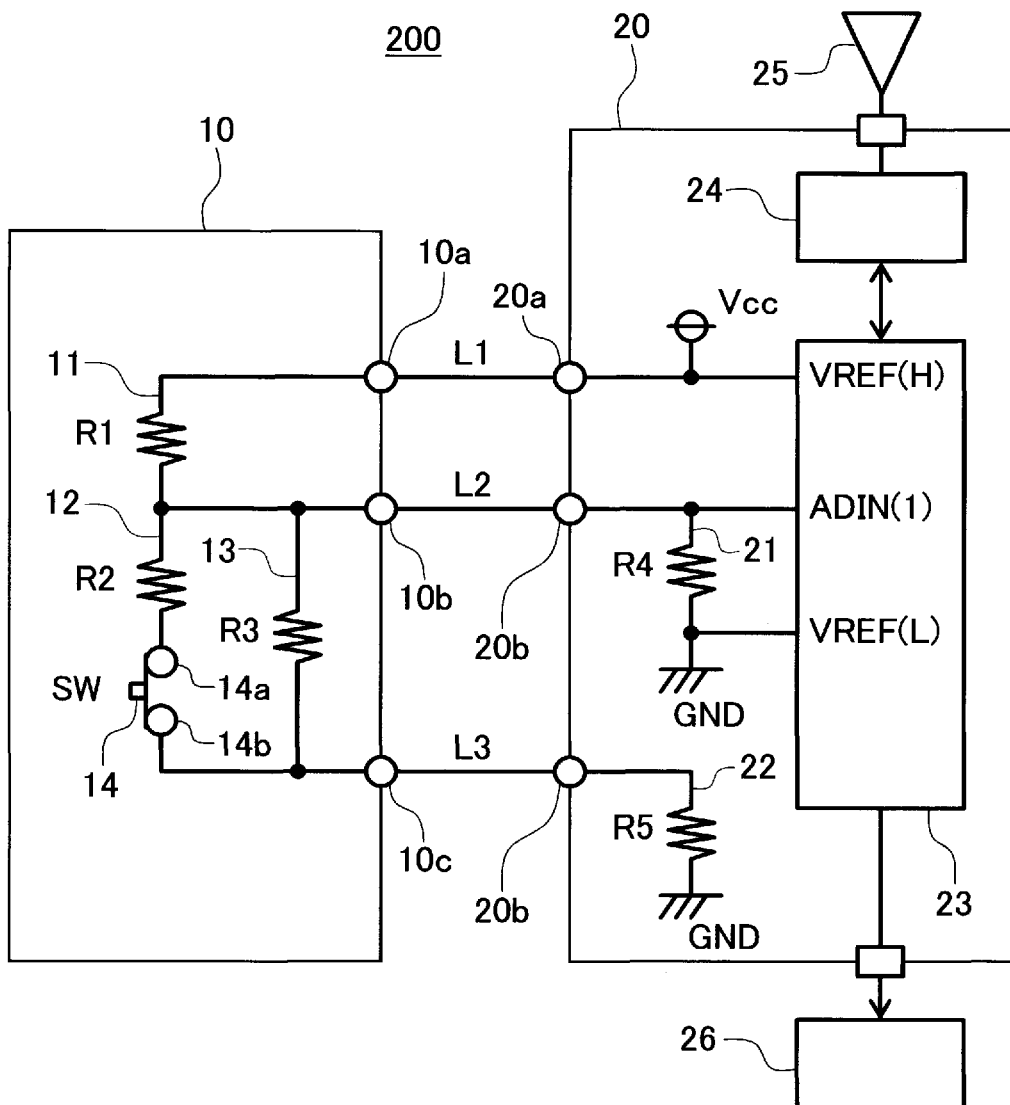 200
20
25
10
24
10a
20a
Vcc
11
L1
VREF(H)
R1
12
L2
ADIN(1)
13
21
R2
R4
10b
R3
20b
VREF(L)
SW
14a
GND
14b
14
L3
22
R5
10c
20b
23
GND
26